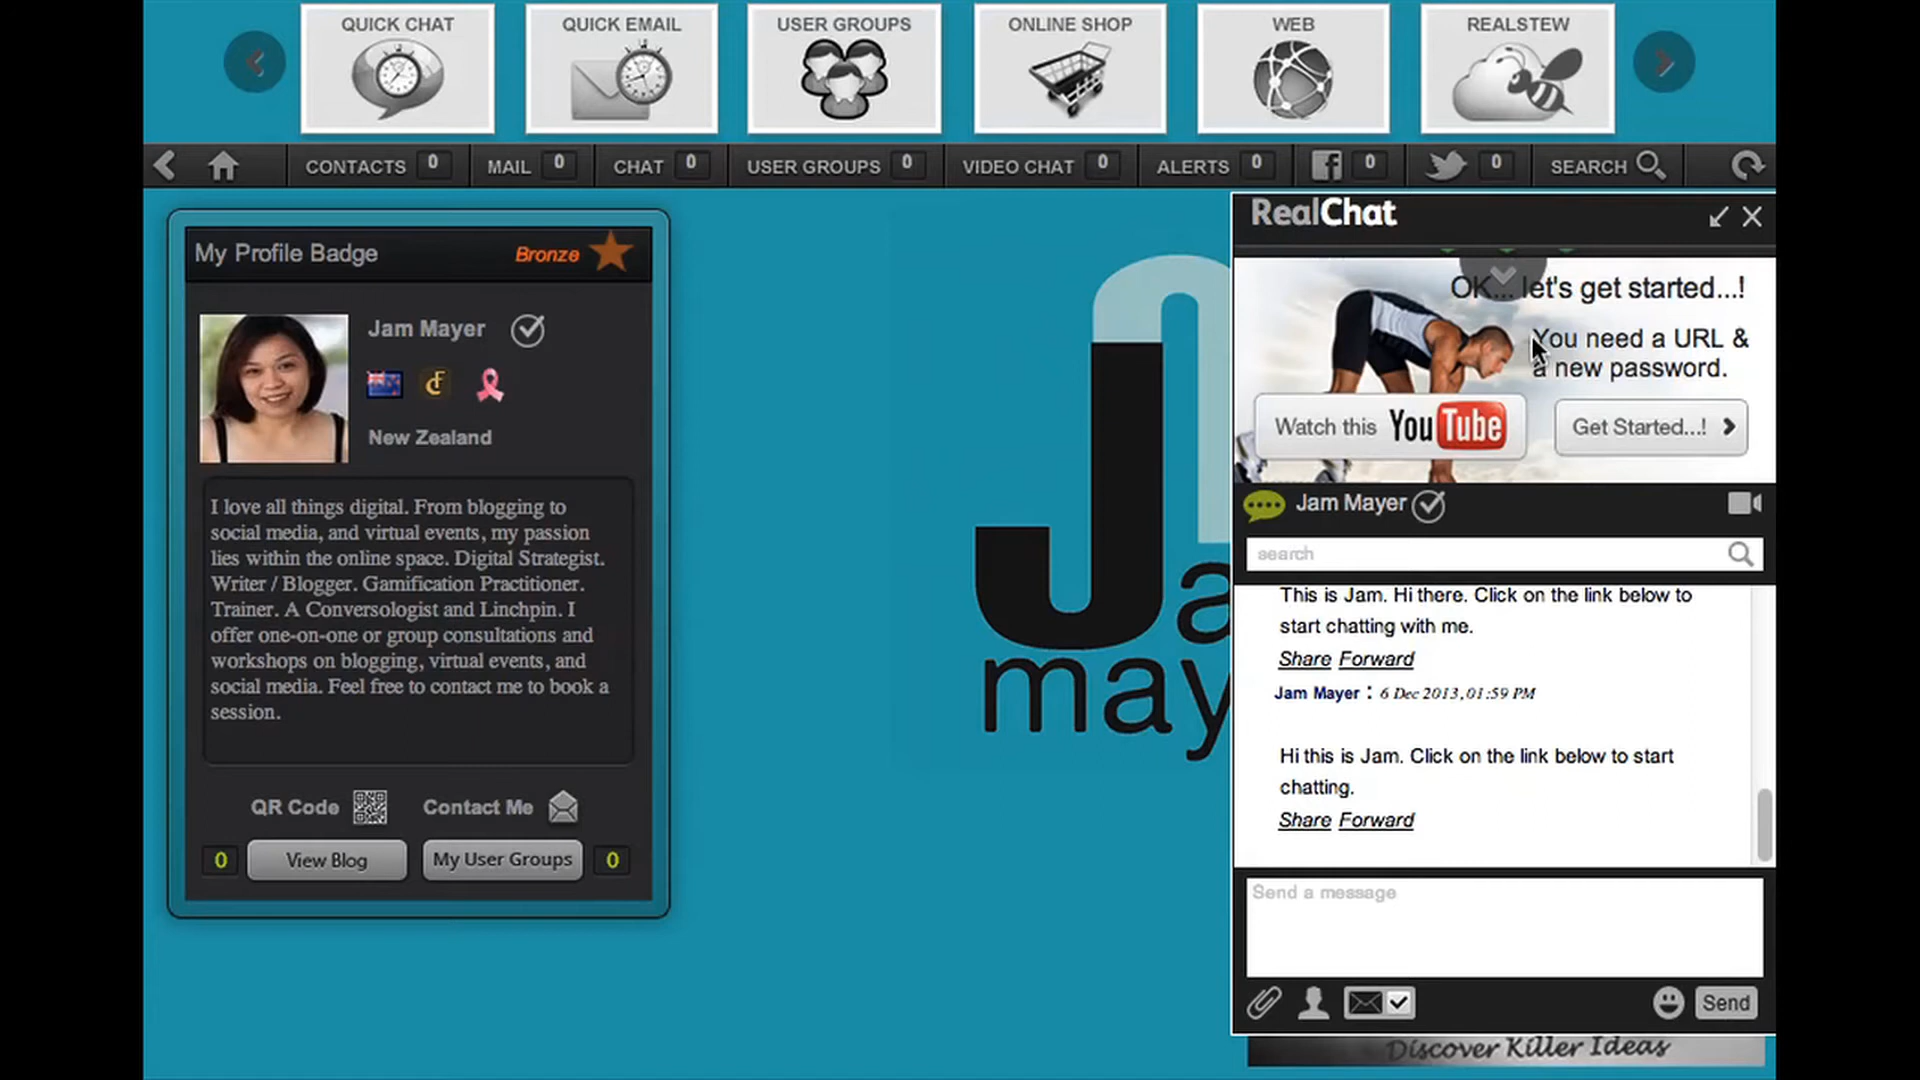 QUICK CHAT
QUICK EMAIL
USER GROUPS
ONLINE SHOP
WEB
REALSTEW
CONTACTS 0
MAIL 0
CHAT 0
USER GROUPS 0
VIDEO CHAT 0
ALERTS 0
0
0
SEARCH
My Profile Badge
Bronze
Jam Mayer
New Zealand
I love all things digital. From blogging to
social media, and virtual events, my passion
lies within the online space. Digital Strategist.
Writer / Blogger. Gamification Practitioner.
Trainer. A Conversologist and Linchpin. I
offer one-on-one or group consultations and
workshops on blogging, virtual events, and
social media. Feel free to contact me to book a
session.
QR Code
Contact Me
0
View Blog
My User Groups
0
Ja
may
RealChat
OK... let's get started...!
You need a URL &
a new password.
Watch this YouTube
Get Started...!
Jam Mayer
search
This is Jam. Hi there. Click on the link below to
start chatting with me.
Share Forward
Jam Mayer : 6 Dec 2013,01:59 PM
Hi this is Jam. Click on the link below to start
chatting.
Share Forward
Send a message
Send
Discover Killer Ideas